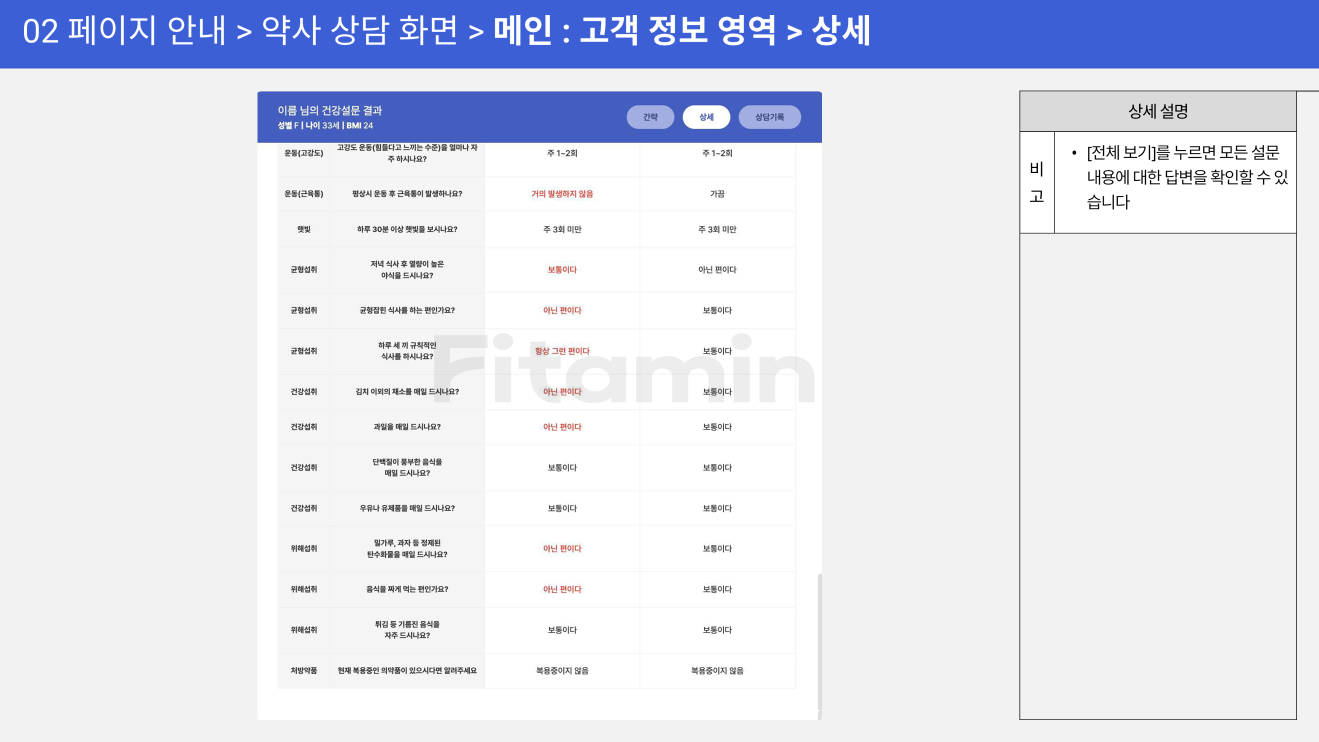 02 페이지 안내 > 약사 상담 화면 > 메인 : 고객 정보 영역 > 상세
이름 님의 건강설문 결과
성별 F | 나이 33세 | BMI 24
간략
상세
상담기록
운동(고강도)
고강도 운동(힘들다고 느끼는 수준)을 얼마나 자
주 하시나요?
주 1~2회
주 1~2회
운동(근육통)
평상시 운동 후 근육통이 발생하나요?
거의 발생하지 않음
가끔
햇빛
하루 30분 이상 햇빛을 보시나요?
주 3회 미만
주 3회 미만
균형섭취
저녁 식사 후 열량이 높은
야식을 드시나요?
보통이다
아닌 편이다
균형섭취
균형잡힌 식사를 하는 편인가요?
아닌 편이다
보통이다
균형섭취
하루 세 끼 규칙적인
식사를 하시나요?
항상 그런 편이다
보통이다
Fitamin
건강섭취
김치 이외의 채소를 매일 드시나요?
아닌 편이다
보통이다
건강섭취
과일을 매일 드시나요?
아닌 편이다
보통이다
건강섭취
단백질이 풍부한 음식을
매일 드시나요?
보통이다
보통이다
건강섭취
우유나 유제품을 매일 드시나요?
보통이다
보통이다
위해섭취
밀가루, 과자 등 정제된
탄수화물을 매일 드시나요?
아닌 편이다
보통이다
위해섭취
음식을 짜게 먹는 편인가요?
아닌 편이다
보통이다
위해섭취
튀김 등 기름진 음식을
자주 드시나요?
보통이다
보통이다
처방약품
현재 복용중인 의약품이 있으시다면 알려주세요
복용중이지 않음
복용중이지 않음
상세 설명
비
고
• [전체 보기]를 누르면 모든 설문
내용에 대한 답변을 확인할 수 있
습니다